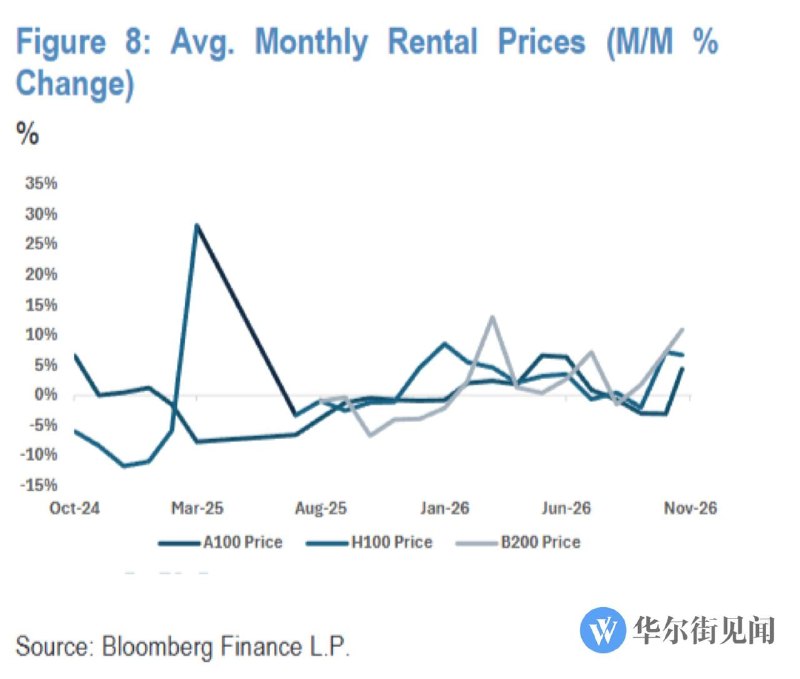 Figure 8: Avg. Monthly Rental Prices (M/M %
Change)
%
35%
30%
25%
20%
15%
10%
5%
0%
-5%
-10%
-15%
Oct-24 Mar-25 Aug-25 Jan-26 Jun-26 Nov-26
A100 Price H100 Price B200 Price
Source: Bloomberg Finance L.P.
华尔街见闻